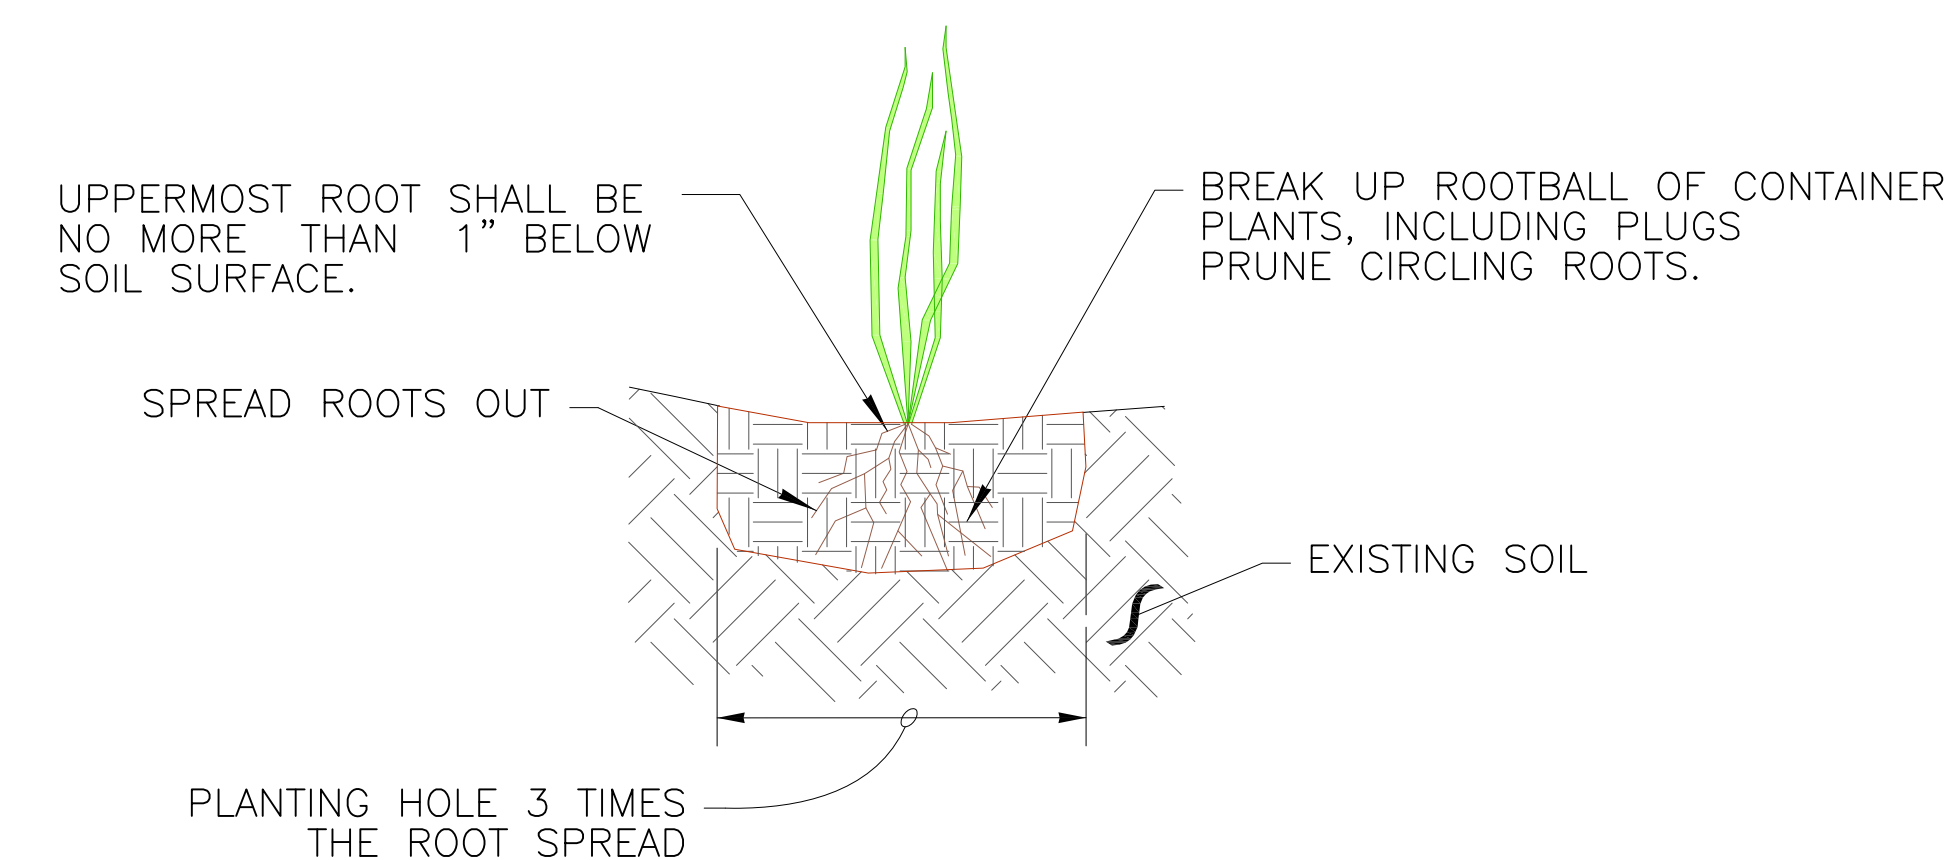 UPPERMOST ROOT SHALL BE
NO MORE THAN 1” BELOW
SOIL SURFACE.
BREAK UP ROOTBALL OF CONTAINER
PLANTS, INCLUDING PLUGS
PRUNE CIRCLING ROOTS.
SPREAD ROOTS OUT
EXISTING SOIL
PLANTING HOLE 3 TIMES
THE ROOT SPREAD